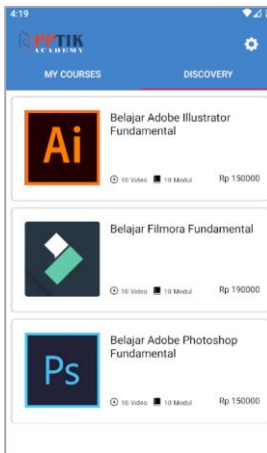 4:19
PPTIK
ACADEMY
MY COURSES
DISCOVERY
Ai
Belajar Adobe Illustrator
Fundamental
10 Video 10 Modul Rp 150000
Belajar Filmora Fundamental
10 Video 10 Modul Rp 190000
Ps
Belajar Adobe Photoshop
Fundamental
10 Video 10 Modul Rp 150000